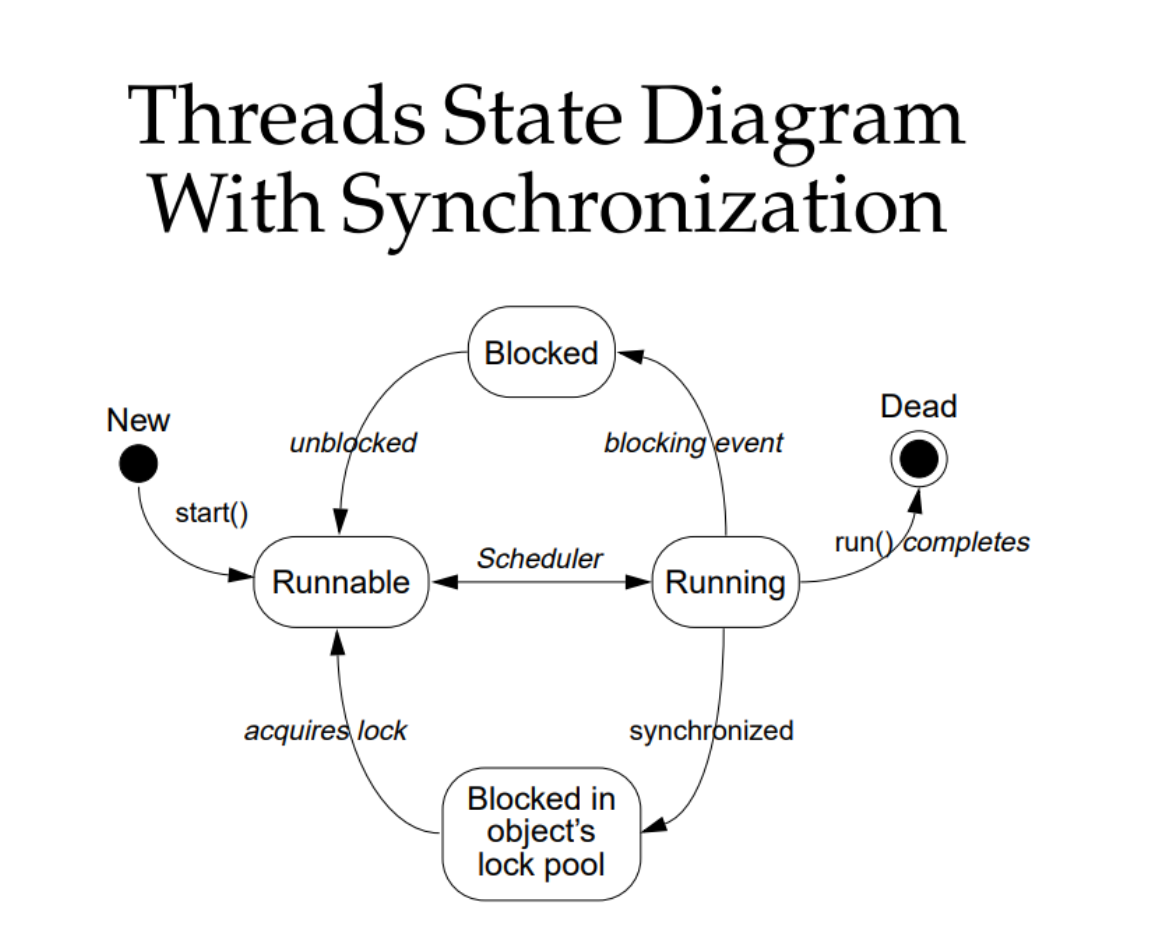 Threads State Diagram
With Synchronization
Blocked
New
Dead
unblocked
blocking event
start()
run() completes
Scheduler
Runnable
Running
acquires lock
synchronized
Blocked in
object’s
lock pool